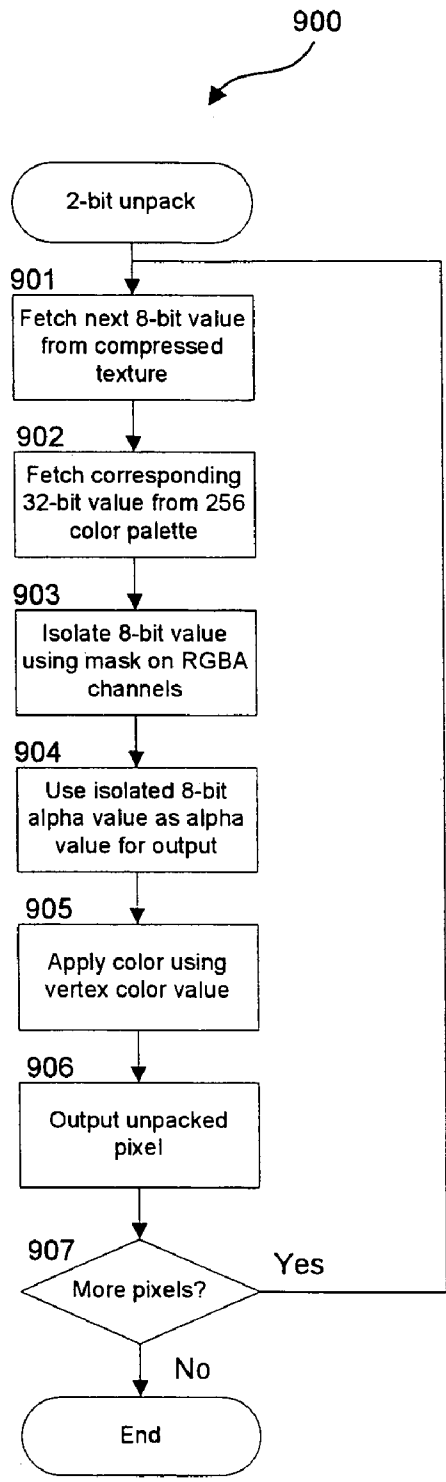 900
2-bit unpack
901
Fetch next 8-bit value
from compressed
texture
902
Fetch corresponding
32-bit value from 256
color palette
903
Isolate 8-bit value
using mask on RGBA
channels
904
Use isolated 8-bit
alpha value as alpha
value for output
905
Apply color using
vertex color value
906
Output unpacked
pixel
907
More pixels?
Yes
No
End